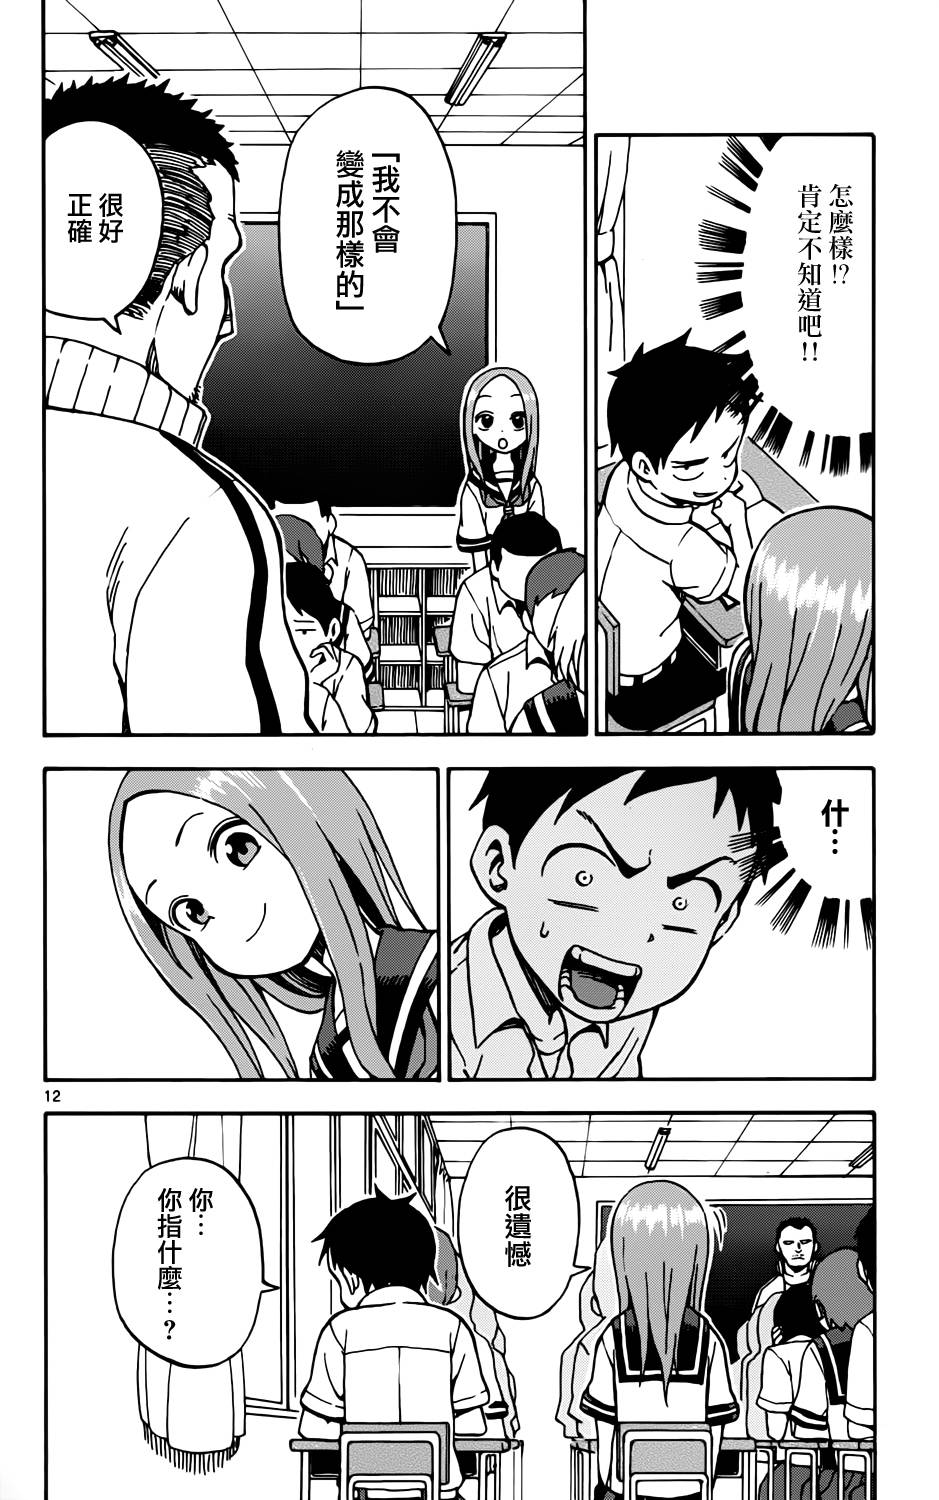 怎麼樣!?
肯定不知道吧!!
「我不會
變成那樣的」
很好
正確
什…
12
很遺憾
你…
你指什麼…?